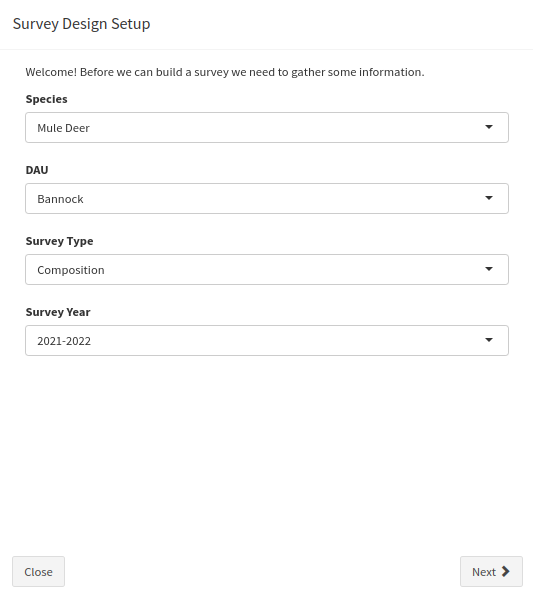 Survey Design Setup
Welcome! Before we can build a survey we need to gather some information.
Species
Mule Deer
DAU
Bannock
Survey Type
Composition
Survey Year
2021-2022
Close
Next